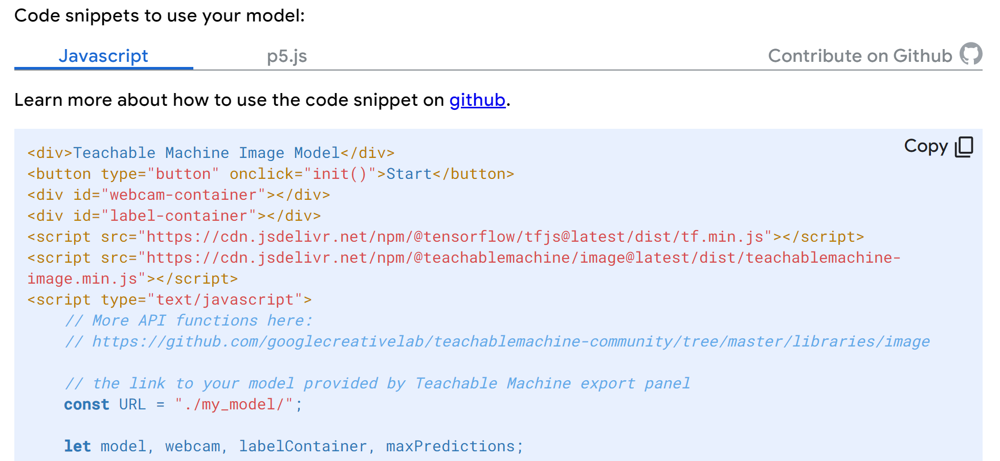 Code snippets to use your model:
Javascript p5.js Contribute on Github
Learn more about how to use the code snippet on github.
Copy
<div>Teachable Machine Image Model</div>
<button type="button" onclick="init()">Start</button>
<div id="webcam-container"></div>
<div id="label-container"></div>
<script src="https://cdn.jsdelivr.net/npm/@tensorflow/tfjs@latest/dist/tf.min.js"></script>
<script src="https://cdn.jsdelivr.net/npm/@teachablemachine/image@latest/dist/teachablemachine-
image.min.js"></script>
<script type="text/javascript">
    // More API functions here:
    // https://github.com/googlecreativelab/teachablemachine-community/tree/master/libraries/image
    // the link to your model provided by Teachable Machine export panel
    const URL = "./my_model/";
    let model, webcam, labelContainer, maxPredictions;